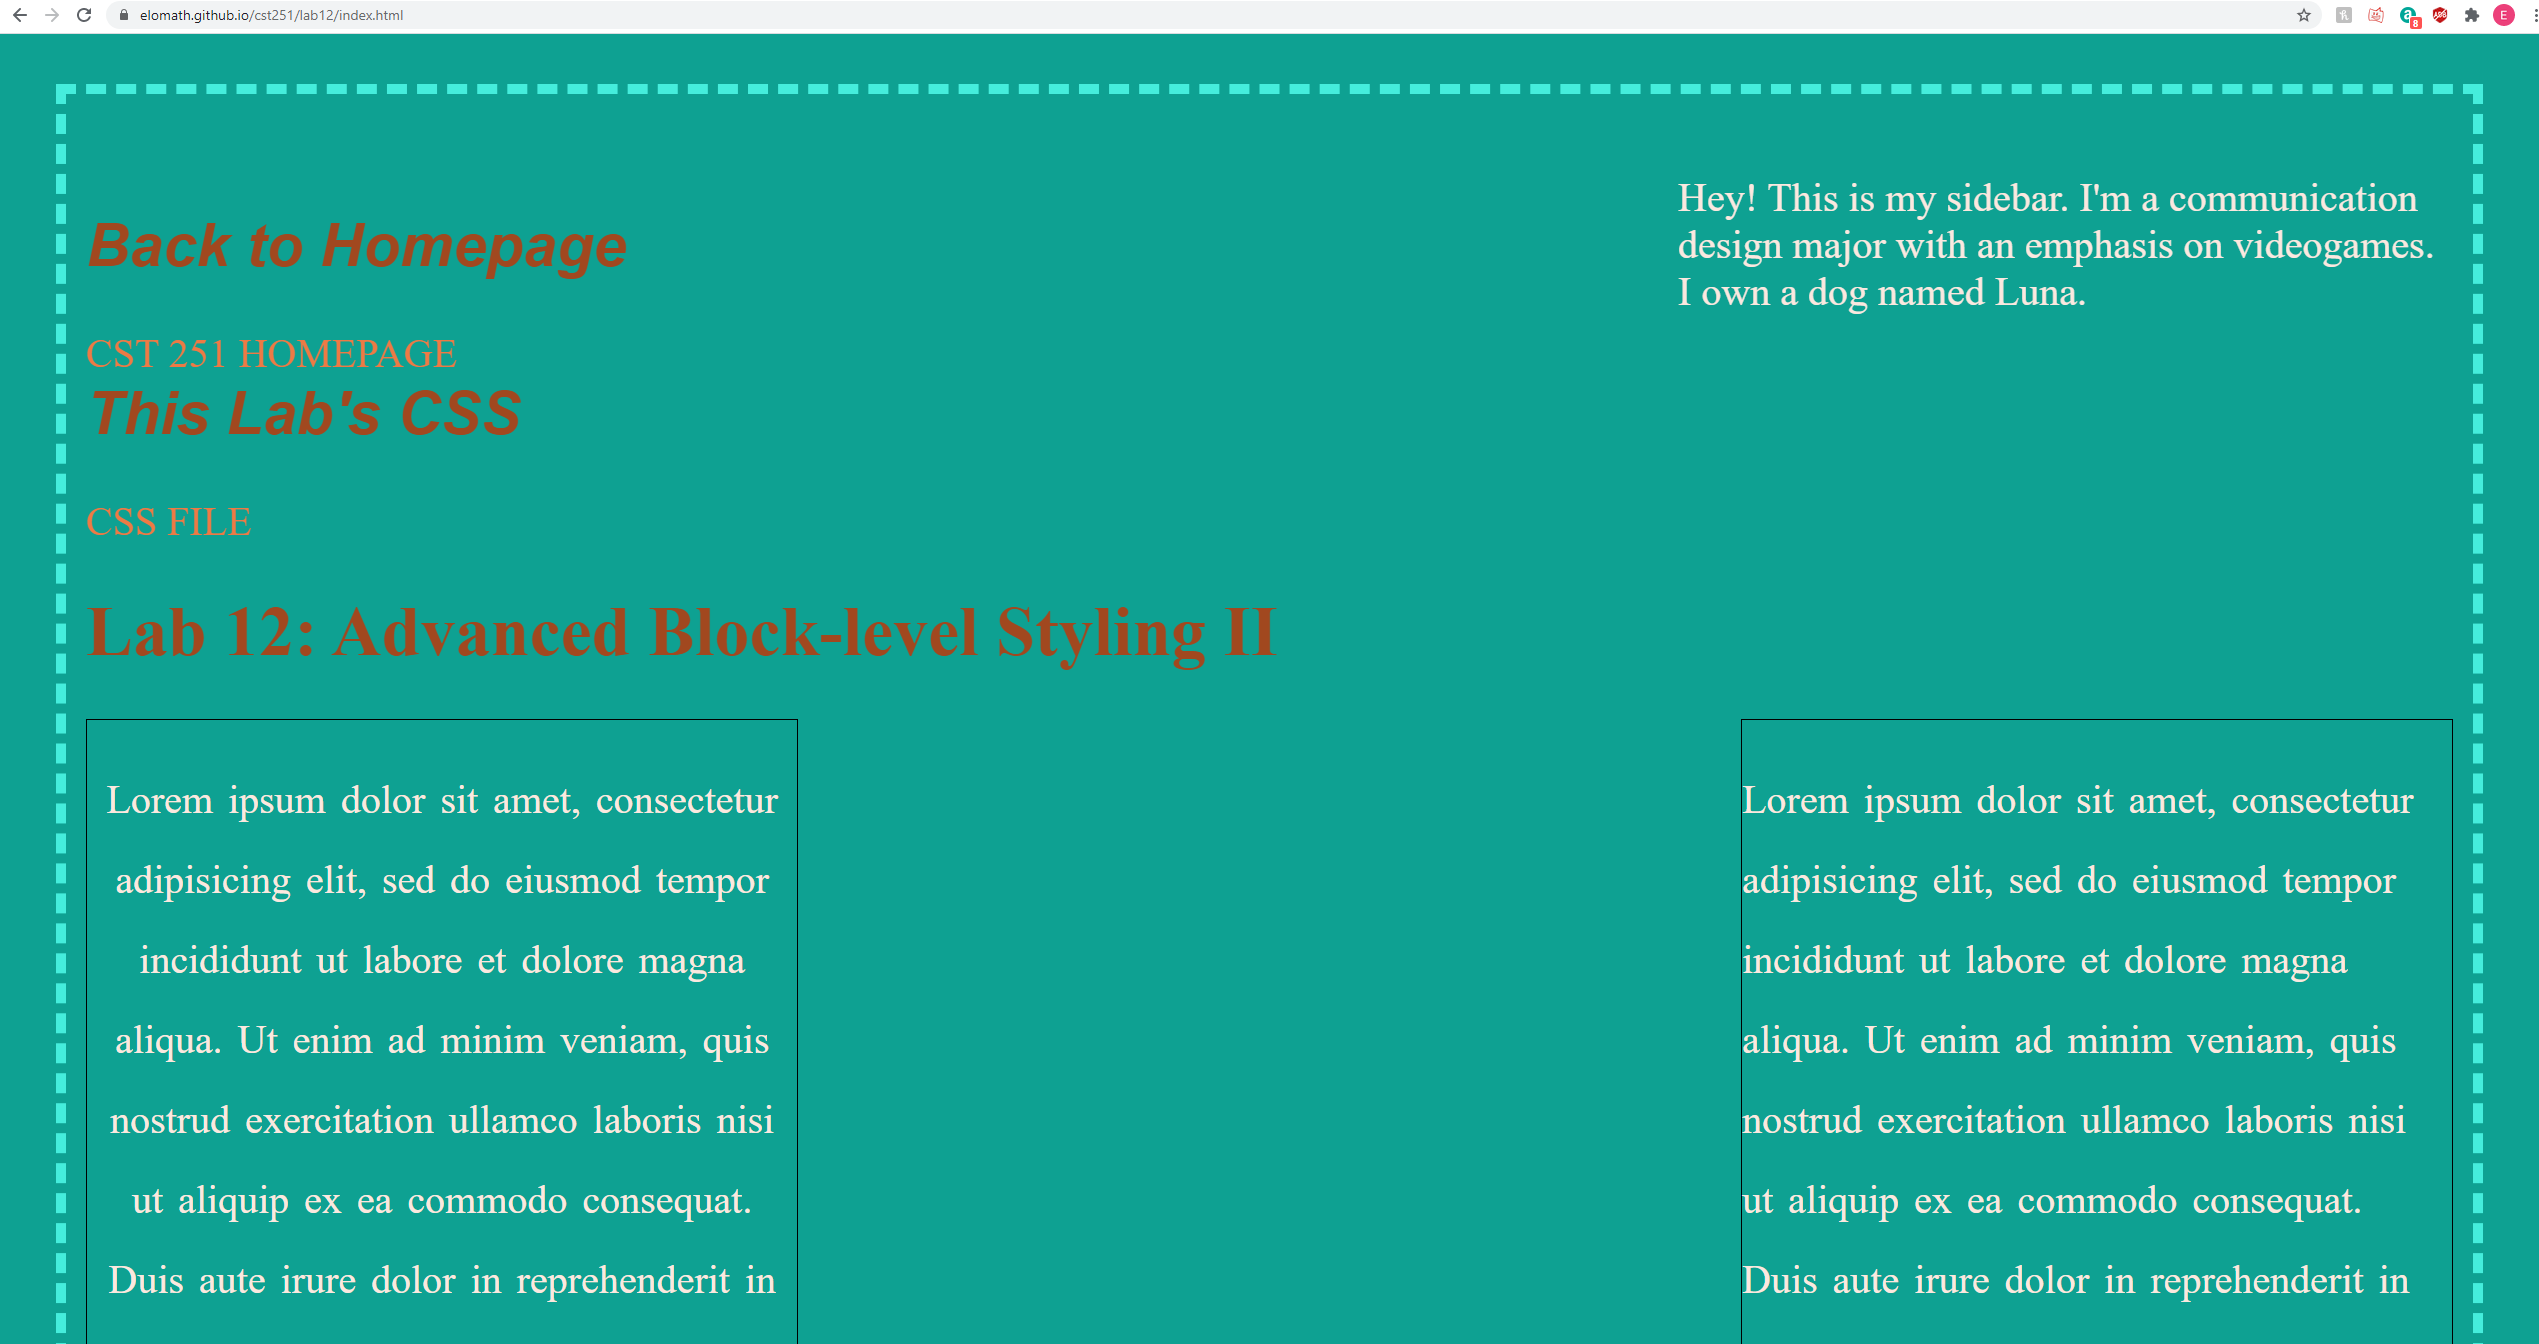 elomath.github.io/cst251/lab12/index.html
E
8
ABP
Hey! This is my sidebar. I'm a communication
design major with an emphasis on videogames.
I own a dog named Luna.
Back to Homepage
CST 251 HOMEPAGE
This Lab's CSS
CSS FILE
Lab 12: Advanced Block-level Styling II
Lorem ipsum dolor sit amet, consectetur
adipisicing elit, sed do eiusmod tempor
incididunt ut labore et dolore magna
aliqua. Ut enim ad minim veniam, quis
nostrud exercitation ullamco laboris nisi
ut aliquip ex ea commodo consequat.
Duis aute irure dolor in reprehenderit in
Lorem ipsum dolor sit amet, consectetur
adipisicing elit, sed do eiusmod tempor
incididunt ut labore et dolore magna
aliqua. Ut enim ad minim veniam, quis
nostrud exercitation ullamco laboris nisi
ut aliquip ex ea commodo consequat.
Duis aute irure dolor in reprehenderit in